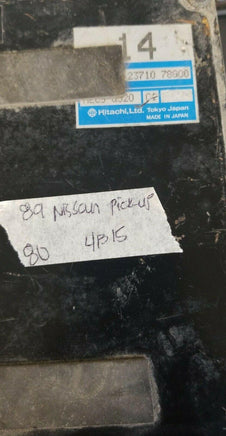 14
23710 78G00
Hitachi, Ltd. Tokyo Japan
MADE IN JAPAN
89 Nissan Pick-up
80 4B15